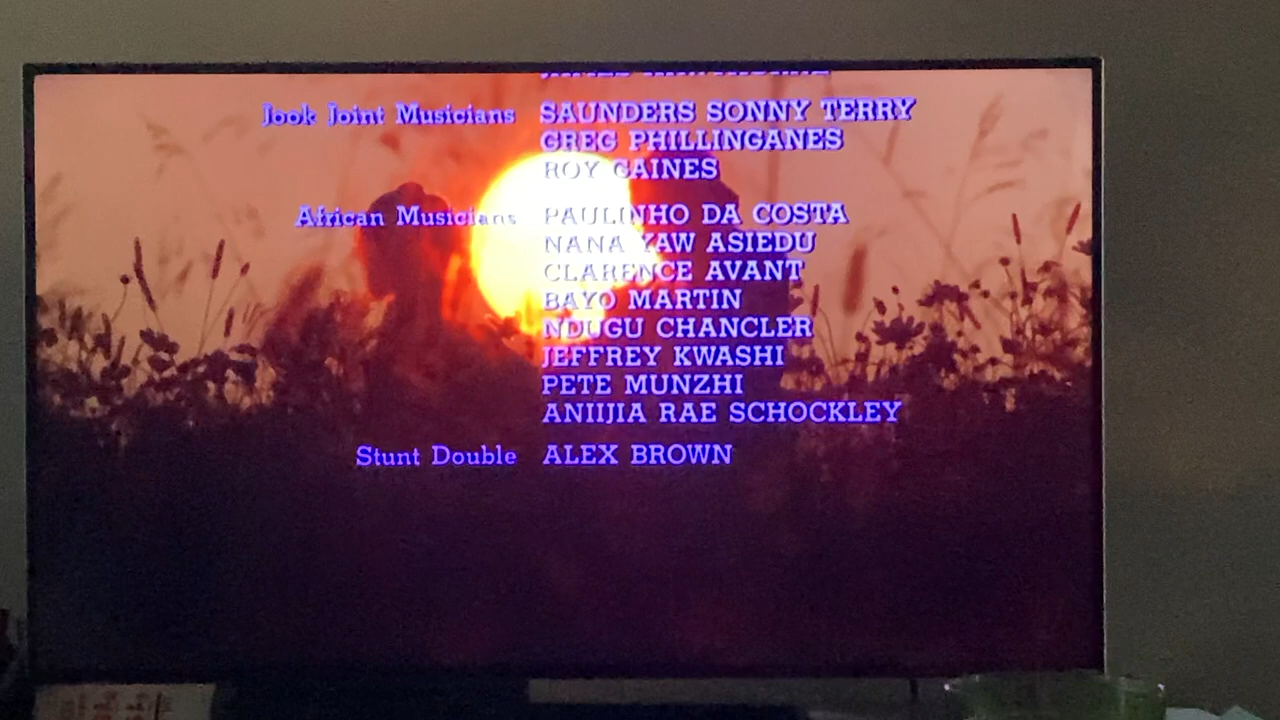 Jook Joint Musicians SAUNDERS SONNY TERRY
GREG PHILLINGANES
ROY GAINES
African Musicians PAULINHO DA COSTA
NANA YAW ASIEDU
CLARENCE AVANT
BAYO MARTIN
NDUGU CHANCLER
JEFFREY KWASHI
PETE MUNZHI
ANIIJIA RAE SCHOCKLEY
Stunt Double ALEX BROWN